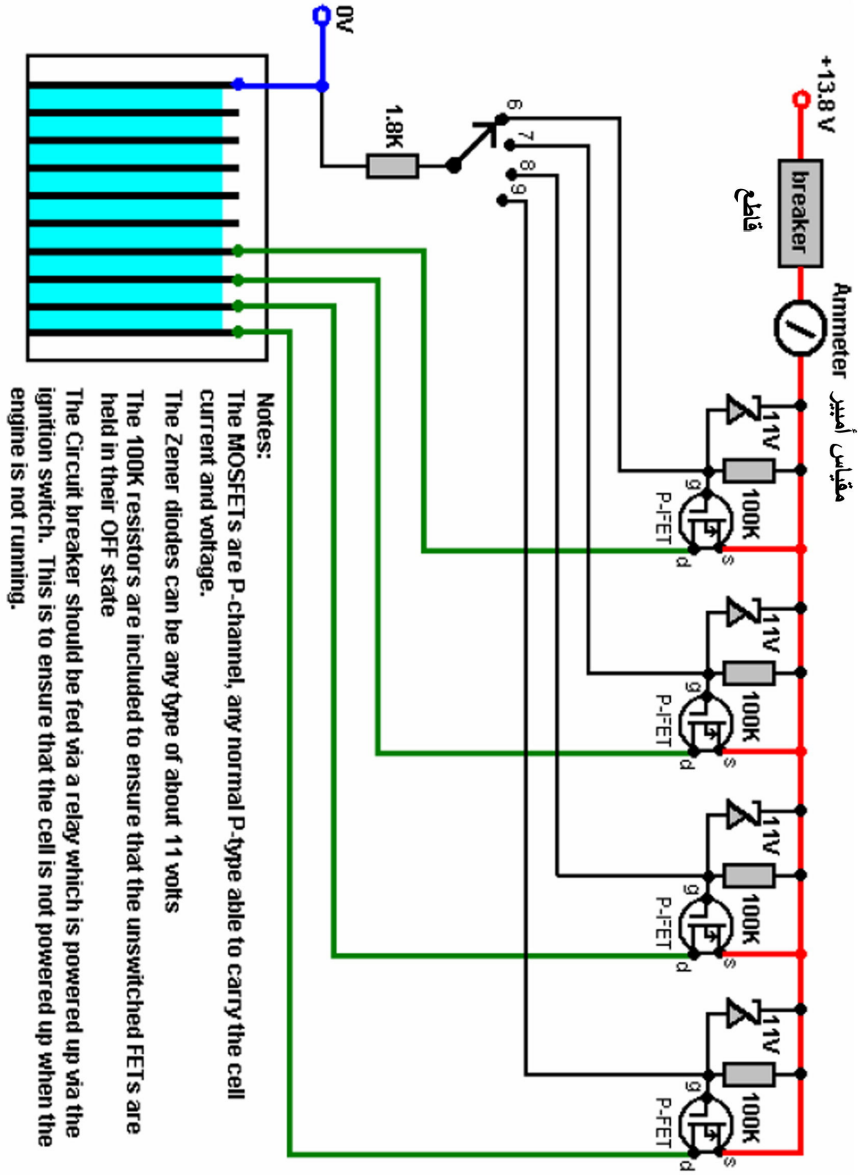 +13.8 V
breaker
قاطع
Ammeter مقياس أمبير
11V
100K
g
P-FET
d
s
11V
100K
g
P-FET
d
s
11V
100K
g
P-FET
d
s
11V
100K
g
P-FET
d
s
6
7
8
9
1.8K
0V
Notes:
The MOSFETs are P-channel, any normal P-type able to carry the cell
current and voltage.
The Zener diodes can be any type of about 11 volts
The 100K resistors are included to ensure that the unswitched FETs are
held in their OFF state
The Circuit breaker should be fed via a relay which is powered up via the
ignition switch. This is to ensure that the cell is not powered up when the
engine is not running.